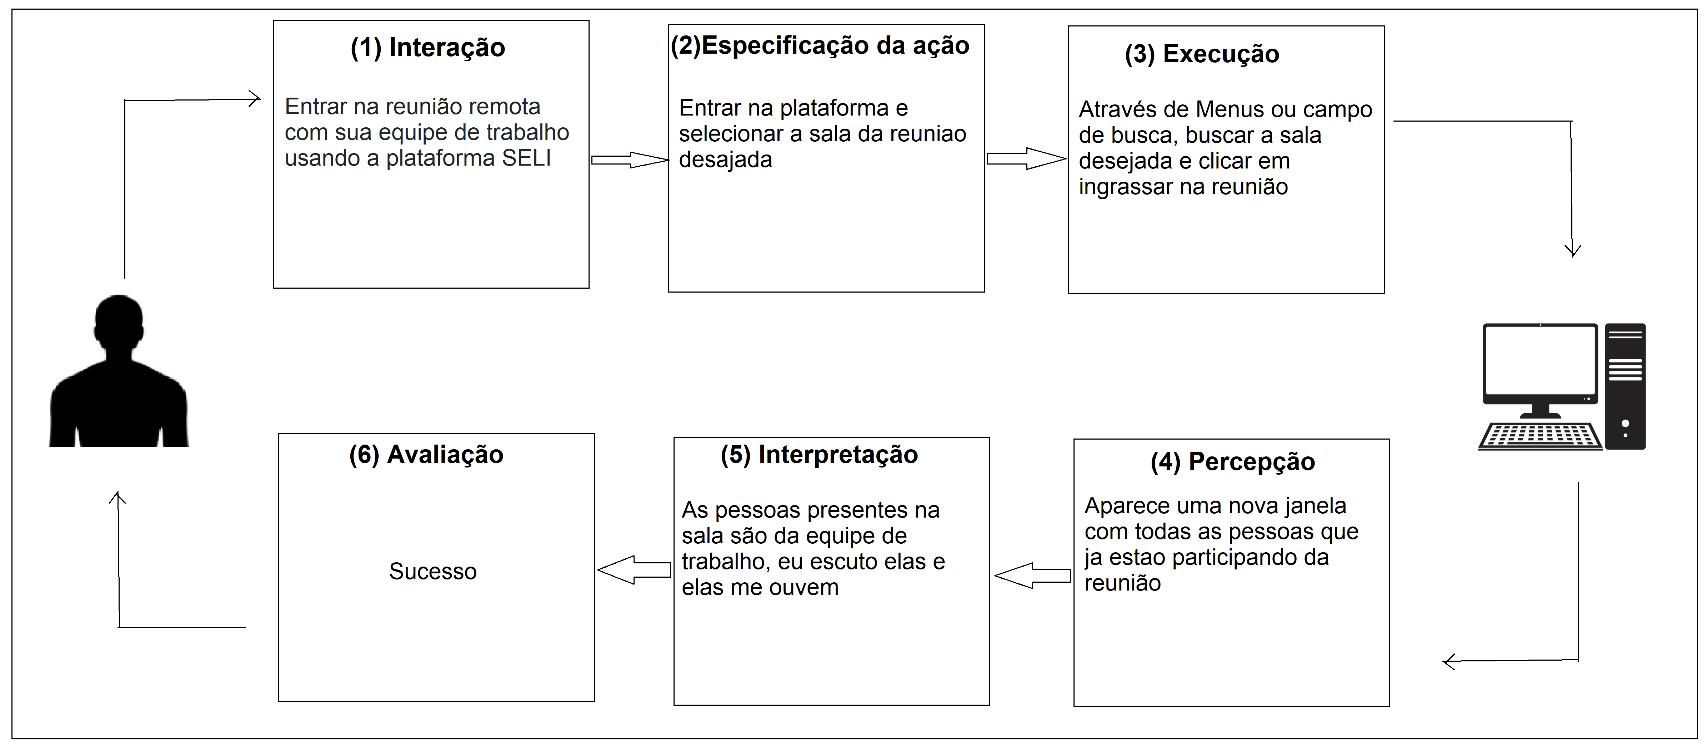 (1) Interação
Entrar na reunião remota
com sua equipe de trabalho
usando a plataforma SELI
(2)Especificação da ação
Entrar na plataforma e
selecionar a sala da reuniao
desajada
(3) Execução
Através de Menus ou campo
de busca, buscar a sala
desejada e clicar em
ingrassar na reunião
(4) Percepção
Aparece uma nova janela
com todas as pessoas que
ja estao participando da
reunião
(5) Interpretação
As pessoas presentes na
sala são da equipe de
trabalho, eu escuto elas e
elas me ouvem
(6) Avaliação
Sucesso